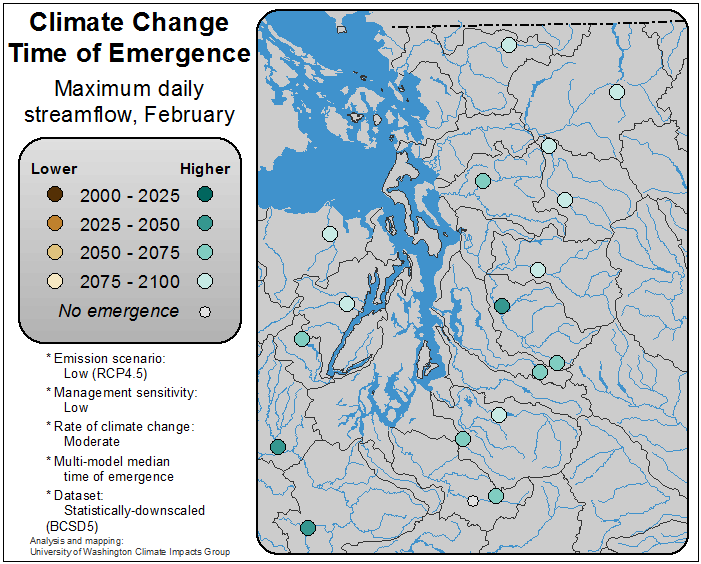 Climate Change
Time of Emergence
Maximum daily
streamflow, February
Lower Higher
2000 - 2025
2025 - 2050
2050 - 2075
2075 - 2100
No emergence
* Emission scenario:
Low (RCP4.5)
* Management sensitivity:
Low
* Rate of climate change:
Moderate
* Multi-model median
time of emergence
* Dataset:
Statistically-downscaled
(BCSD5)
Analysis and mapping:
University of Washington Climate Impacts Group